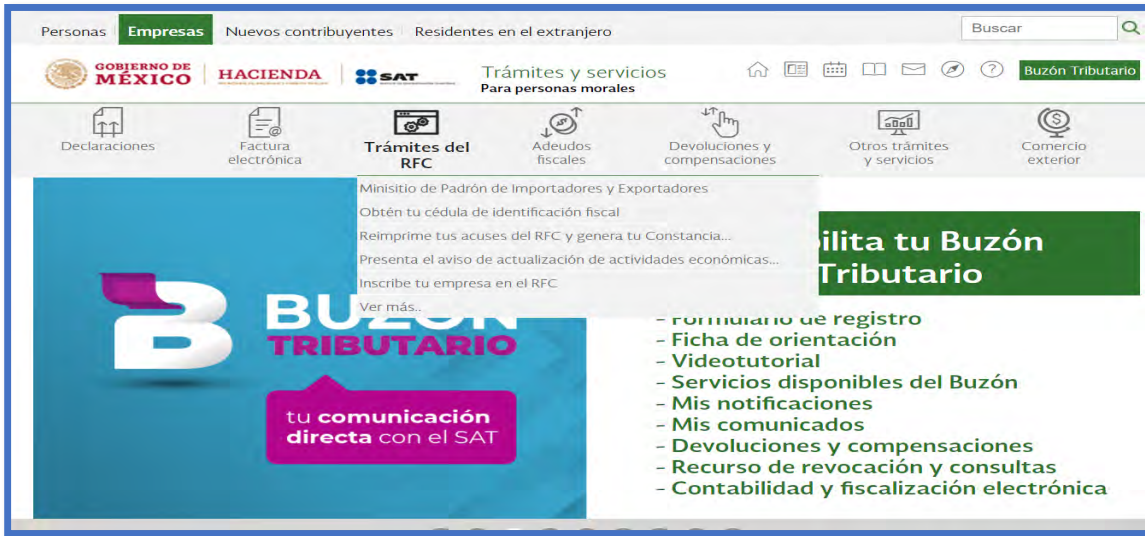 Personas Empresas Nuevos contribuyentes Residentes en el extranjero Buscar
GOBIERNO DE
MÉXICO
HACIENDA
SAT
Trámites y servicios
Para personas morales
Buzón Tributario
Declaraciones
Factura
electrónica
Trámites del
RFC
Adeudos
fiscales
Devoluciones y
compensaciones
Otros trámites
y servicios
Comercio
exterior
Minisitio de Padrón de Importadores y Exportadores
Obtén tu cédula de identificación fiscal
Reimprime tus acuses del RFC y genera tu Constancia...
Presenta el aviso de actualización de actividades económicas...
Inscribe tu empresa en el RFC
Ver más..
BUZÓN
TRIBUTARIO
tu comunicación
directa con el SAT
ilita tu Buzón
Tributario
- Formulario de registro
- Ficha de orientación
- Videotutorial
- Servicios disponibles del Buzón
- Mis notificaciones
- Mis comunicados
- Devoluciones y compensaciones
- Recurso de revocación y consultas
- Contabilidad y fiscalización electrónica